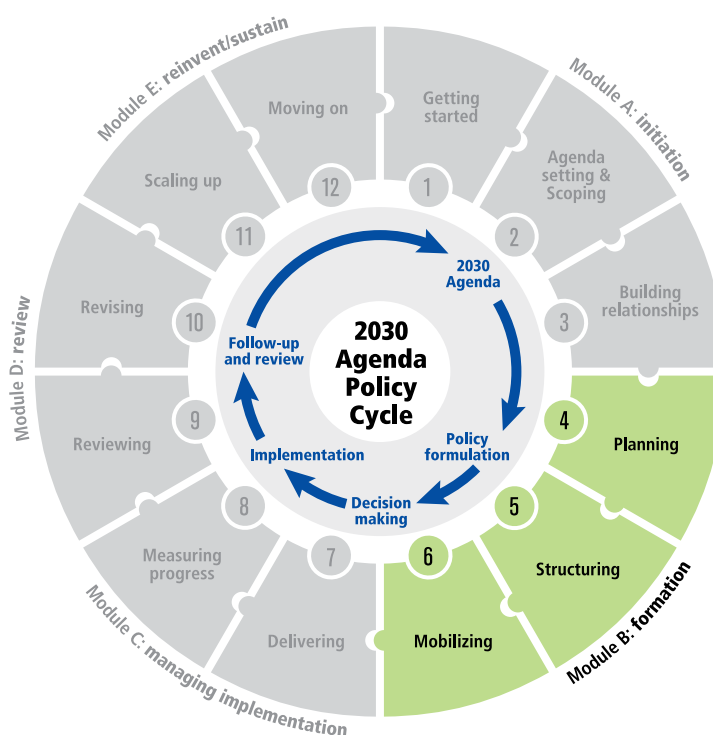 Module A: initiation
Getting
started
1
Agenda
setting &
Scoping
2
Building
relationships
3
Module B: formation
4
Planning
5
Structuring
6
Mobilizing
Module C: managing implementation
7
Delivering
8
Measuring
progress
Module D: review
9
Reviewing
10
Revising
Module E: reinvent/sustain
11
Scaling up
12
Moving on
2030
Agenda
Policy
Cycle
2030
Agenda
Policy
formulation
Decision
making
Implementation
Follow-up
and review